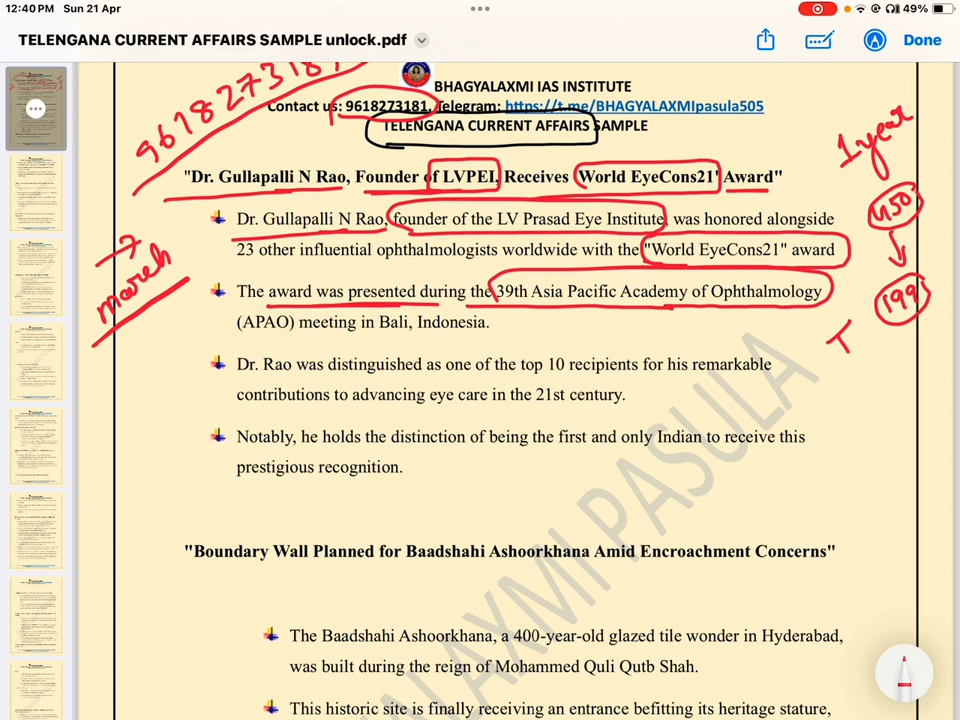 12:40 PM Sun 21 Apr
49%
TELENGANA CURRENT AFFAIRS SAMPLE unlock.pdf
Done
BHAGYALAXMI IAS INSTITUTE
Contact us: 9618273181, Telegram: https://t.me/BHAGYALAXMIpasula505
TELENGANA CURRENT AFFAIRS SAMPLE
9618273181
1 year
450
199
T
7
march
"Dr. Gullapalli N Rao, Founder of LVPEI, Receives 'World EyeCons21' Award"
Dr. Gullapalli N Rao, founder of the LV Prasad Eye Institute, was honored alongside
23 other influential ophthalmologists worldwide with the "World EyeCons21" award
The award was presented during the 39th Asia Pacific Academy of Ophthalmology
(APAO) meeting in Bali, Indonesia.
Dr. Rao was distinguished as one of the top 10 recipients for his remarkable
contributions to advancing eye care in the 21st century.
Notably, he holds the distinction of being the first and only Indian to receive this
prestigious recognition.
"Boundary Wall Planned for Baadshahi Ashoorkhana Amid Encroachment Concerns"
The Baadshahi Ashoorkhana, a 400-year-old glazed tile wonder in Hyderabad,
was built during the reign of Mohammed Quli Qutb Shah.
This historic site is finally receiving an entrance befitting its heritage stature,
LAXMI PASULA